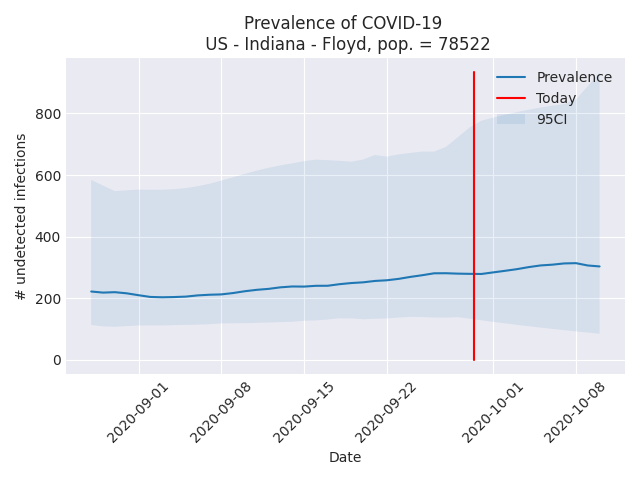 Prevalence of COVID-19
US - Indiana - Floyd, pop. = 78522
Prevalence
Today
95CI
# undetected infections
800
600
400
200
0
2020-09-01
2020-09-08
2020-09-15
2020-09-22
2020-10-01
2020-10-08
Date